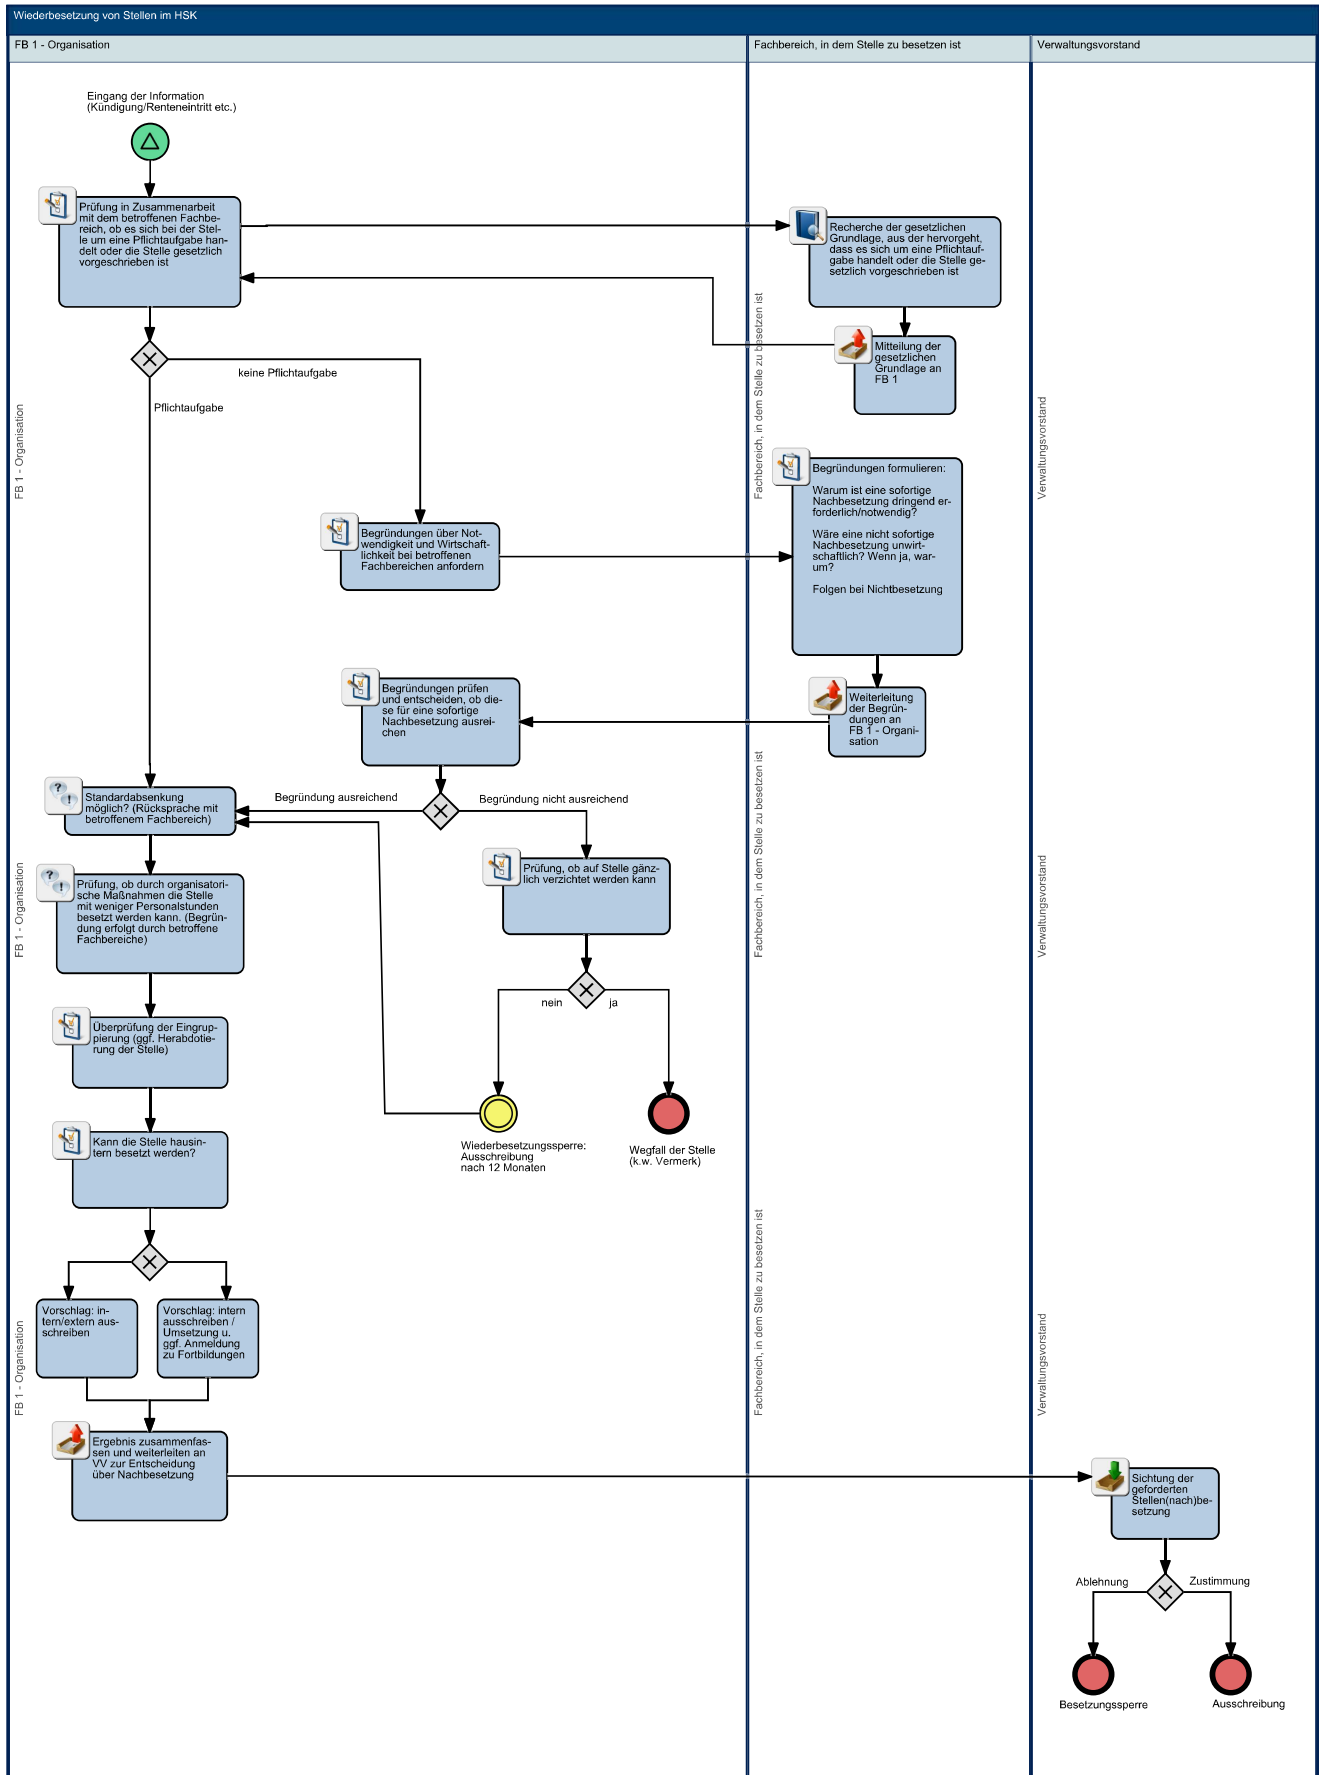 Wiederbesetzung von Stellen im HSK
FB 1 - Organisation
Fachbereich, in dem Stelle zu besetzen ist
Verwaltungsvorstand
Eingang der Information
(Kündigung/Renteneintritt etc.)
Prüfung in Zusammenarbeit
mit dem betroffenen Fachbe-
reich, ob es sich bei der Stel-
le um eine Pflichtaufgabe han-
delt oder die Stelle gesetzlich
vorgeschrieben ist
Recherche der gesetzlichen
Grundlage, aus der hervorgeht,
dass es sich um eine Pflichtauf-
gabe handelt oder die Stelle ge-
setzlich vorgeschrieben ist
Mitteilung der
gesetzlichen
Grundlage an
FB 1
keine Pflichtaufgabe
Pflichtaufgabe
FB 1 - Organisation
Fachbereich, in dem Stelle zu besetzen ist
Verwaltungsvorstand
Begründungen über Not-
wendigkeit und Wirtschaft-
lichkeit bei betroffenen
Fachbereichen anfordern
Begründungen formulieren:
Warum ist eine sofortige
Nachbesetzung dringend er-
forderlich/notwendig?
Wäre eine nicht sofortige
Nachbesetzung unwirt-
schaftlich? Wenn ja, war-
um?
Folgen bei Nichtbesetzung
Begründungen prüfen
und entscheiden, ob die-
se für eine sofortige
Nachbesetzung ausrei-
chen
Weiterleitung
der Begrün-
dungen an
FB 1 - Organi-
sation
Begründung ausreichend
Begründung nicht ausreichend
Standardabsenkung
möglich? (Rücksprache mit
betroffenem Fachbereich)
Prüfung, ob auf Stelle gänz-
lich verzichtet werden kann
FB 1 - Organisation
Fachbereich, in dem Stelle zu besetzen ist
Verwaltungsvorstand
Prüfung, ob durch organisatori-
sche Maßnahmen die Stelle
mit weniger Personalstunden
besetzt werden kann. (Begrün-
dung erfolgt durch betroffene
Fachbereiche)
nein
ja
Überprüfung der Eingrup-
pierung (ggf. Herabdotie-
rung der Stelle)
Wiederbesetzungssperre:
Ausschreibung
nach 12 Monaten
Wegfall der Stelle
(k.w. Vermerk)
Kann die Stelle hausin-
tern besetzt werden?
FB 1 - Organisation
Fachbereich, in dem Stelle zu besetzen ist
Verwaltungsvorstand
Vorschlag: in-
tern/extern aus-
schreiben
Vorschlag: intern
ausschreiben /
Umsetzung u.
ggf. Anmeldung
zu Fortbildungen
Ergebnis zusammenfas-
sen und weiterleiten an
VV zur Entscheidung
über Nachbesetzung
Sichtung der
geforderten
Stellen(nach)be-
setzung
Ablehnung
Zustimmung
Besetzungssperre
Ausschreibung